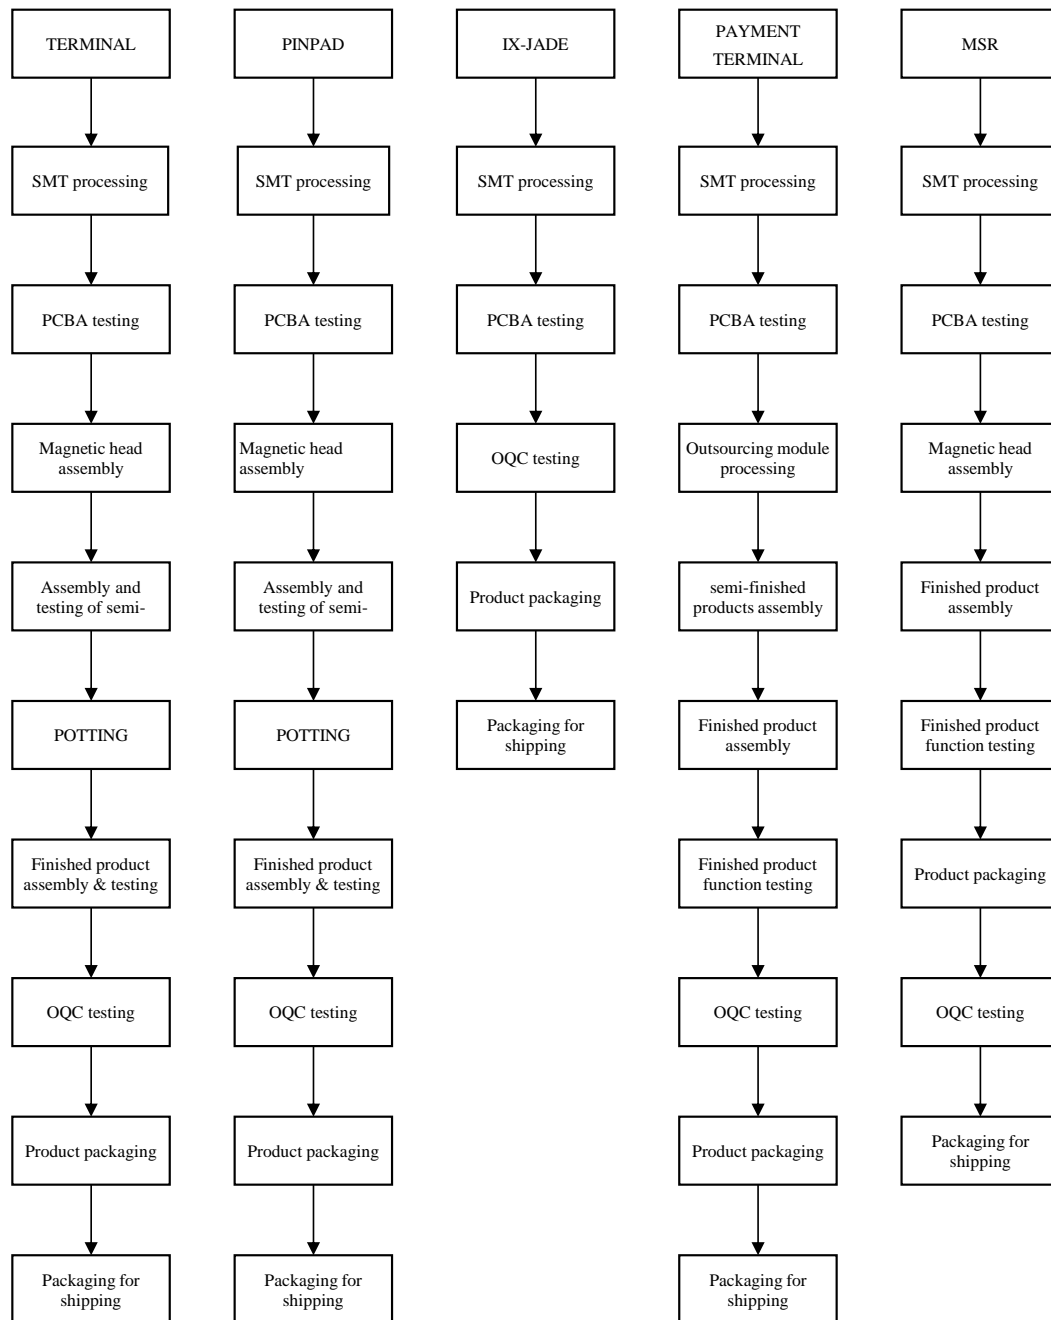 TERMINAL
SMT processing
PCBA testing
Magnetic head
assembly
Assembly and
testing of semi-
POTTING
Finished product
assembly & testing
OQC testing
Product packaging
Packaging for
shipping
PINPAD
SMT processing
PCBA testing
Magnetic head
assembly
Assembly and
testing of semi-
POTTING
Finished product
assembly & testing
OQC testing
Product packaging
Packaging for
shipping
IX-JADE
SMT processing
PCBA testing
OQC testing
Product packaging
Packaging for
shipping
PAYMENT
TERMINAL
SMT processing
PCBA testing
Outsourcing module
processing
semi-finished
products assembly
Finished product
assembly
Finished product
function testing
OQC testing
Product packaging
Packaging for
shipping
MSR
SMT processing
PCBA testing
Magnetic head
assembly
Finished product
assembly
Finished product
function testing
Product packaging
OQC testing
Packaging for
shipping